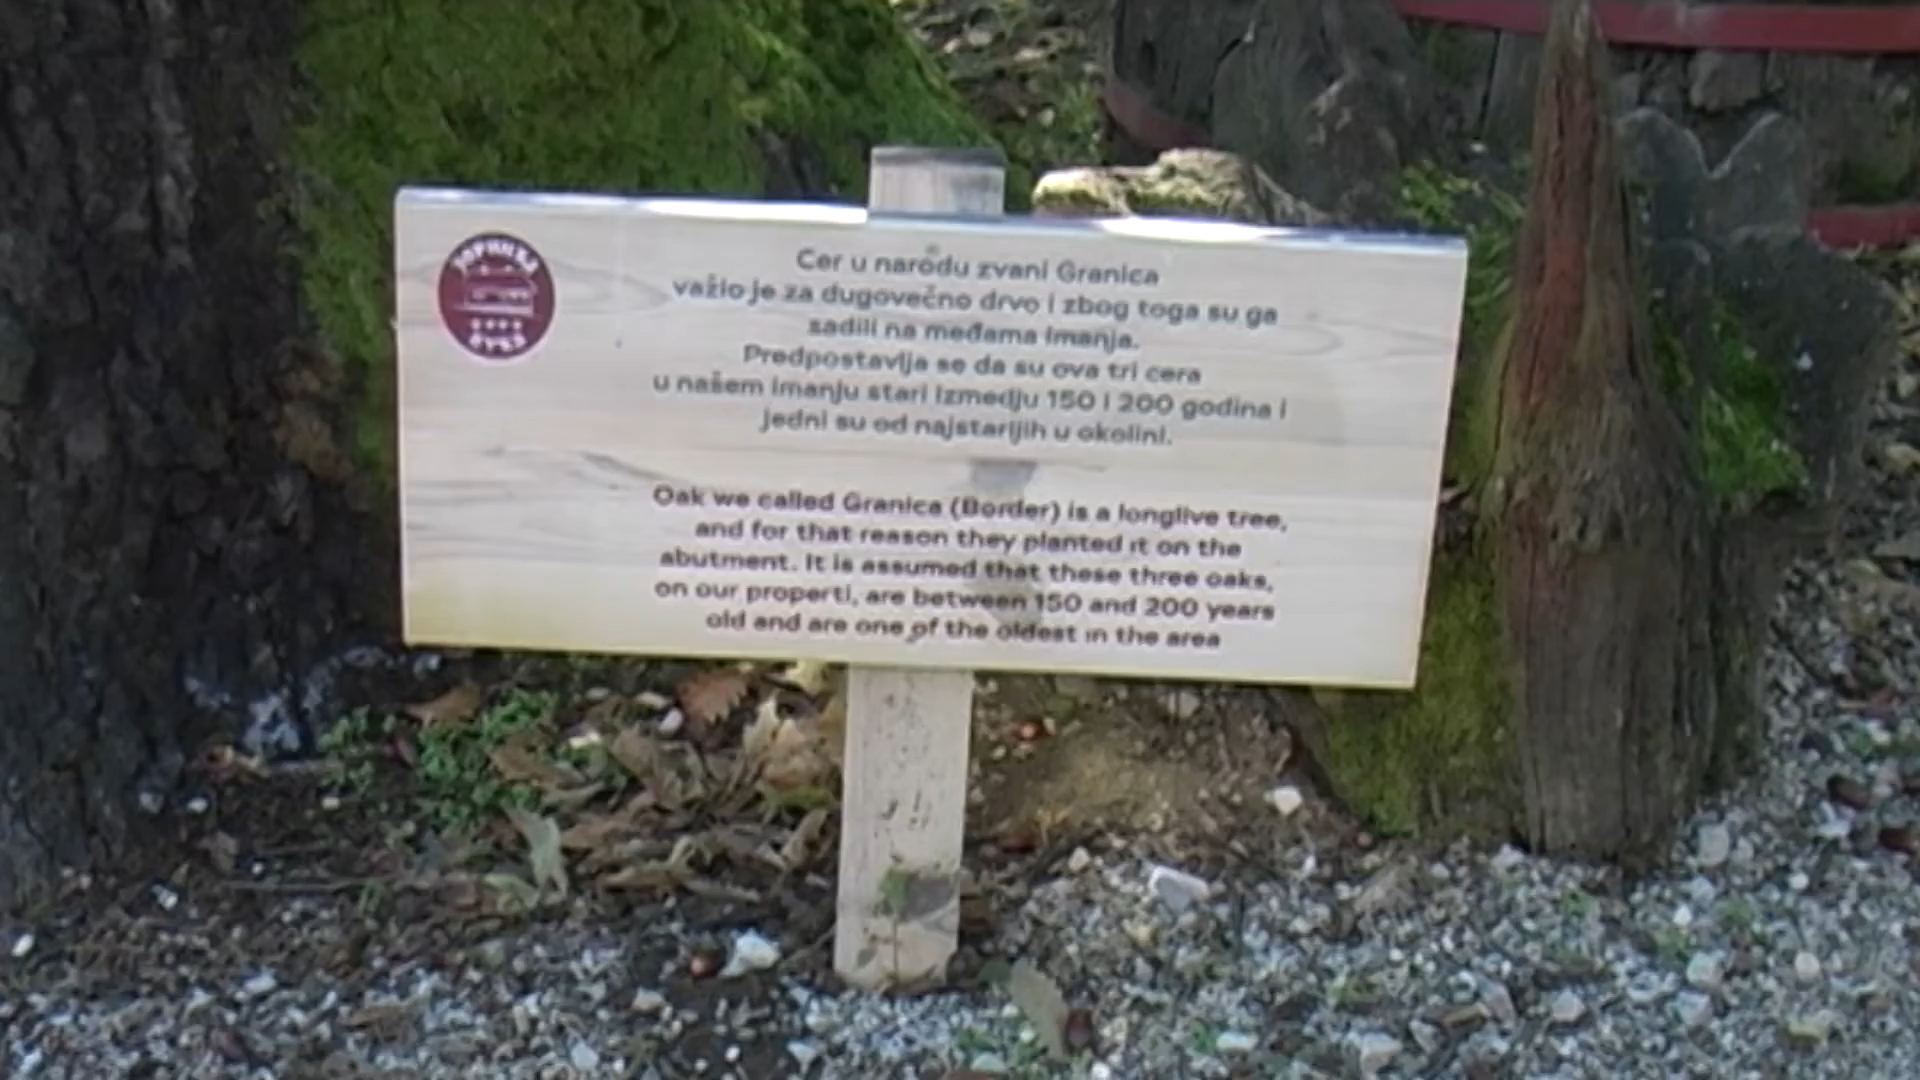 Cer u narodu zvani Granica
važio je za dugovečno drvo i zbog toga su ga
sadili na međama imanja.
Predpostavlja se da su ova tri cera
u našem imanju stari izmedju 150 i 200 godina i
jedni su od najstarijih u okolini.
Oak we called Granica (Border) is a longlive tree,
and for that reason they planted it on the
abutment. It is assumed that these three oaks,
on our properti, are between 150 and 200 years
old and are one of the oldest in the area